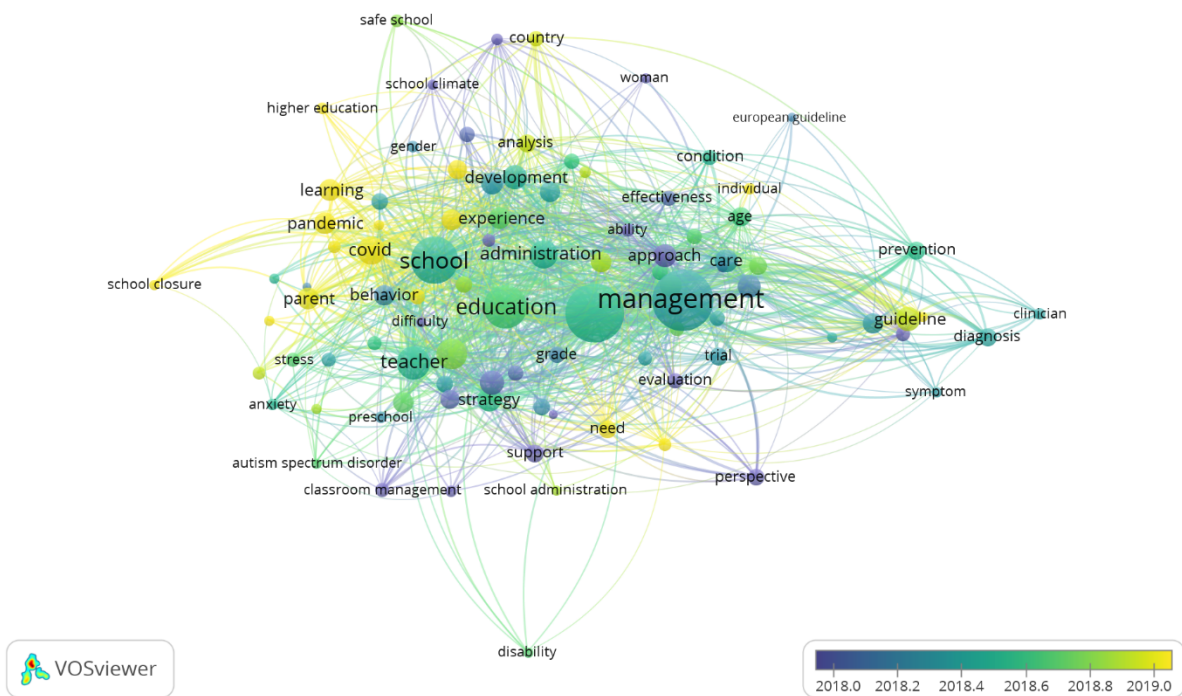 safe school
country
school climate
woman
higher education
european guideline
gender
analysis
condition
learning
development
individual
effectiveness
pandemic
experience
age
ability
covid
administration
prevention
school
approach
care
school closure
parent
behavior
education
management
clinician
difficulty
guideline
diagnosis
stress
teacher
grade
trial
evaluation
symptom
anxiety
preschool
strategy
need
support
autism spectrum disorder
perspective
classroom management
school administration
disability
VOSviewer
2018.0 2018.2 2018.4 2018.6 2018.8 2019.0